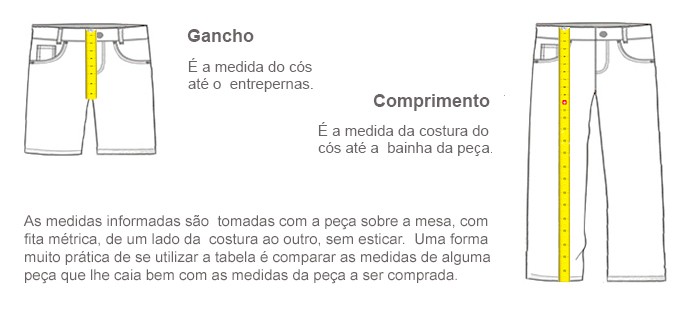 Gancho
É a medida do cós
até o entrepernas.
Comprimento
É a medida da costura do
cós até a bainha da peça.
As medidas informadas são tomadas com a peça sobre a mesa, com
fita métrica, de um lado da costura ao outro, sem esticar. Uma forma
muito prática de se utilizar a tabela é comparar as medidas de alguma
peça que lhe caia bem com as medidas da peça a ser comprada.